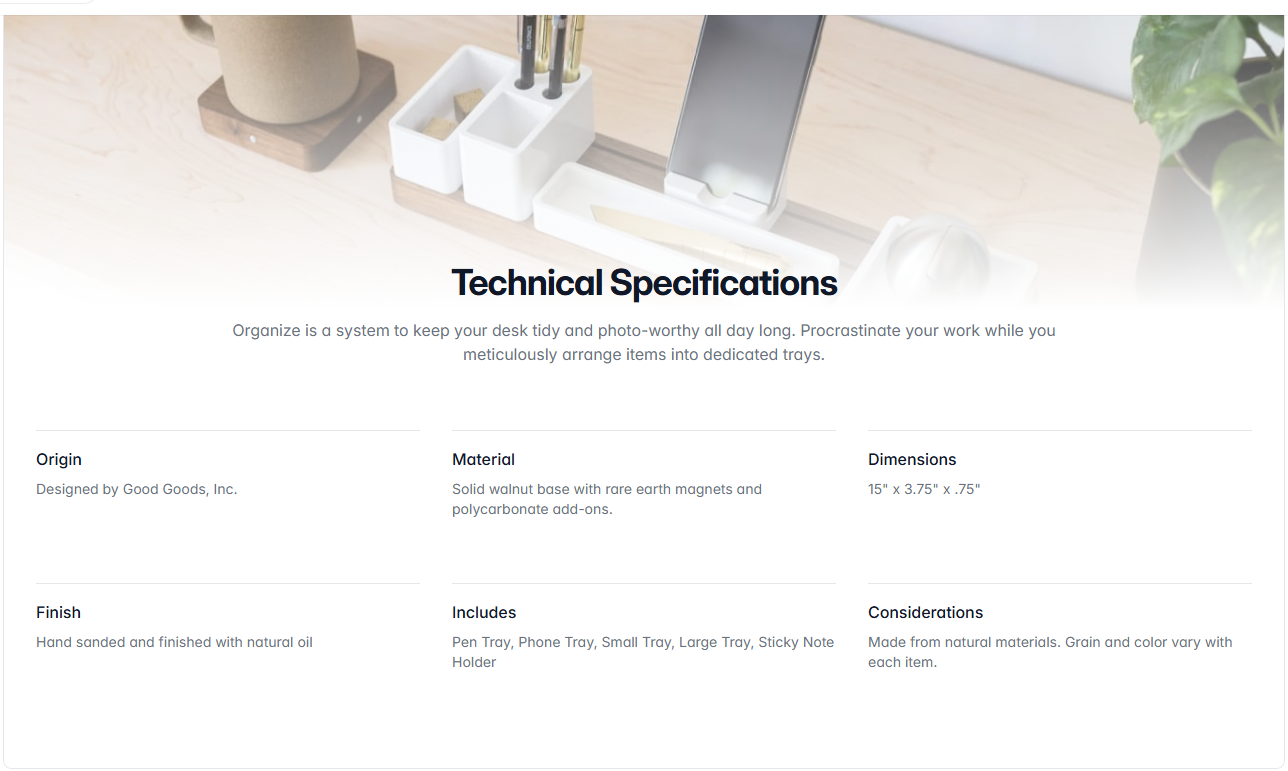 Technical Specifications
Organize is a system to keep your desk tidy and photo-worthy all day long. Procrastinate your work while you
meticulously arrange items into dedicated trays.
Origin
Designed by Good Goods, Inc.
Material
Solid walnut base with rare earth magnets and
polycarbonate add-ons.
Dimensions
15" x 3.75" x .75"
Finish
Hand sanded and finished with natural oil
Includes
Pen Tray, Phone Tray, Small Tray, Large Tray, Sticky Note
Holder
Considerations
Made from natural materials. Grain and color vary with
each item.